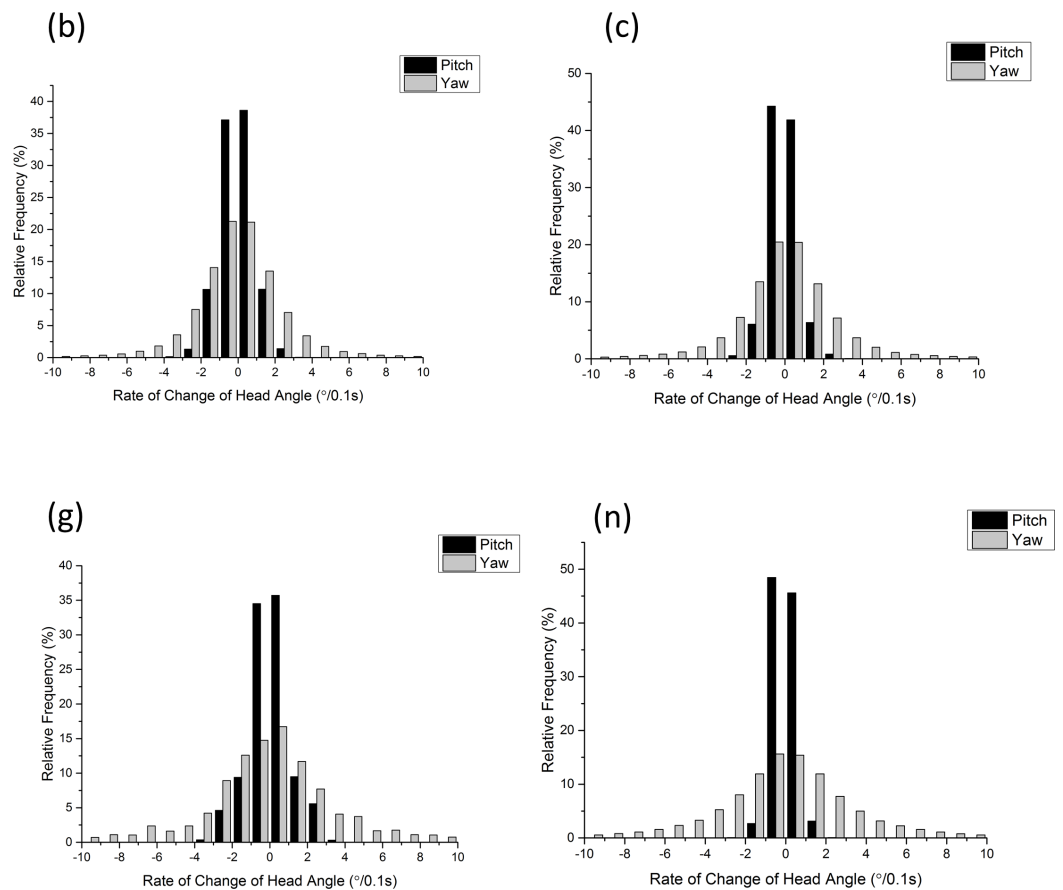 (b)
Pitch
Yaw
40
35
30
25
20
15
10
5
0
Relative Frequency (%)
-10 -8 -6 -4 -2 0 2 4 6 8 10
Rate of Change of Head Angle (°/0.1s)
(c)
Pitch
Yaw
50
40
30
20
10
0
Relative Frequency (%)
-10 -8 -6 -4 -2 0 2 4 6 8 10
Rate of Change of Head Angle (°/0.1s)
(g)
Pitch
Yaw
40
35
30
25
20
15
10
5
0
Relative Frequency (%)
-10 -8 -6 -4 -2 0 2 4 6 8 10
Rate of Change of Head Angle (°/0.1s)
(n)
Pitch
Yaw
50
40
30
20
10
0
Relative Frequency (%)
-10 -8 -6 -4 -2 0 2 4 6 8 10
Rate of Change of Head Angle (°/0.1s)